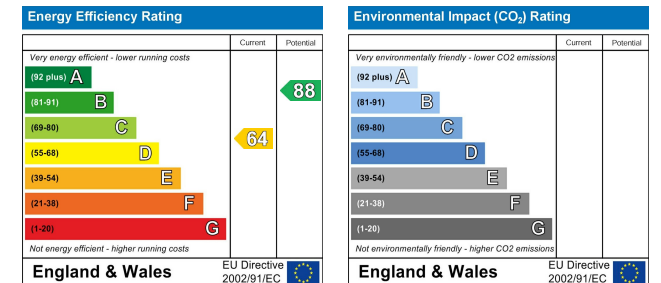 Energy Efficiency Rating
Current Potential
Very energy efficient - lower running costs
(92 plus) A
(81-91) B
(69-80) C
(55-68) D
(39-54) E
(21-38) F
(1-20) G
88
64
Not energy efficient - higher running costs
England & Wales
EU Directive
2002/91/EC
Environmental Impact (CO₂) Rating
Current Potential
Very environmentally friendly - lower CO2 emissions
(92 plus) A
(81-91) B
(69-80) C
(55-68) D
(39-54) E
(21-38) F
(1-20) G
Not environmentally friendly - higher CO2 emissions
England & Wales
EU Directive
2002/91/EC